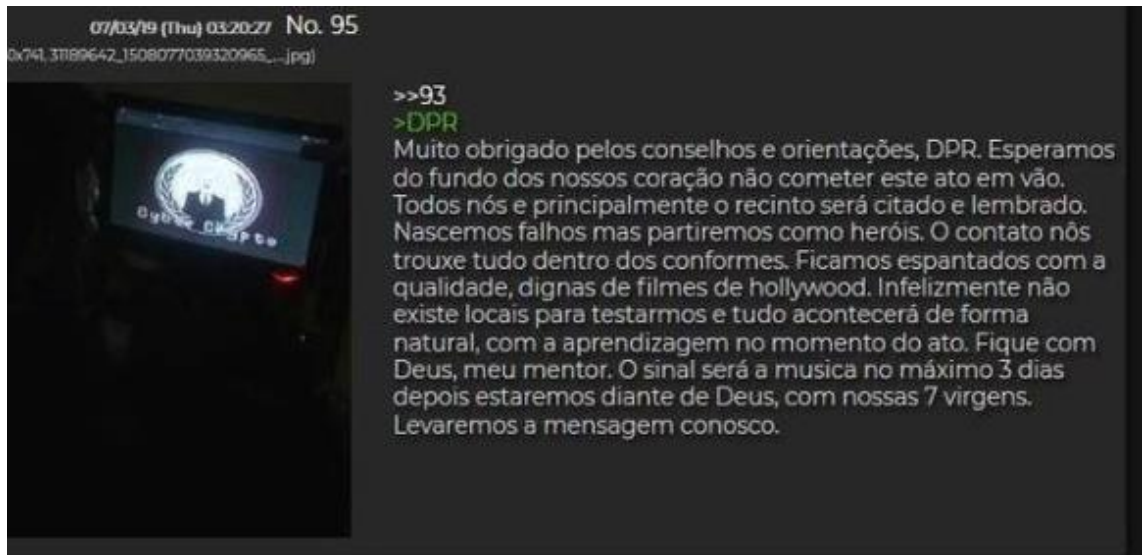 07/03/19 (Thu) 03:20:27 No. 95
0x741, 31189642_1508077039320965_....jpg)
>>93
>DPR
Muito obrigado pelos conselhos e orientações, DPR. Esperamos
do fundo dos nossos coração não cometer este ato em vão.
Todos nós e principalmente o recinto será citado e lembrado.
Nascemos falhos mas partiremos como heróis. O contato nôs
trouxe tudo dentro dos conformes. Ficamos espantados com a
qualidade, dignas de filmes de hollywood. Infelizmente não
existe locais para testarmos e tudo acontecerá de forma
natural, com a aprendizagem no momento do ato. Fique com
Deus, meu mentor. O sinal será a musica no máximo 3 dias
depois estaremos diante de Deus, com nossas 7 virgens.
Levaremos a mensagem conosco.
Cyber